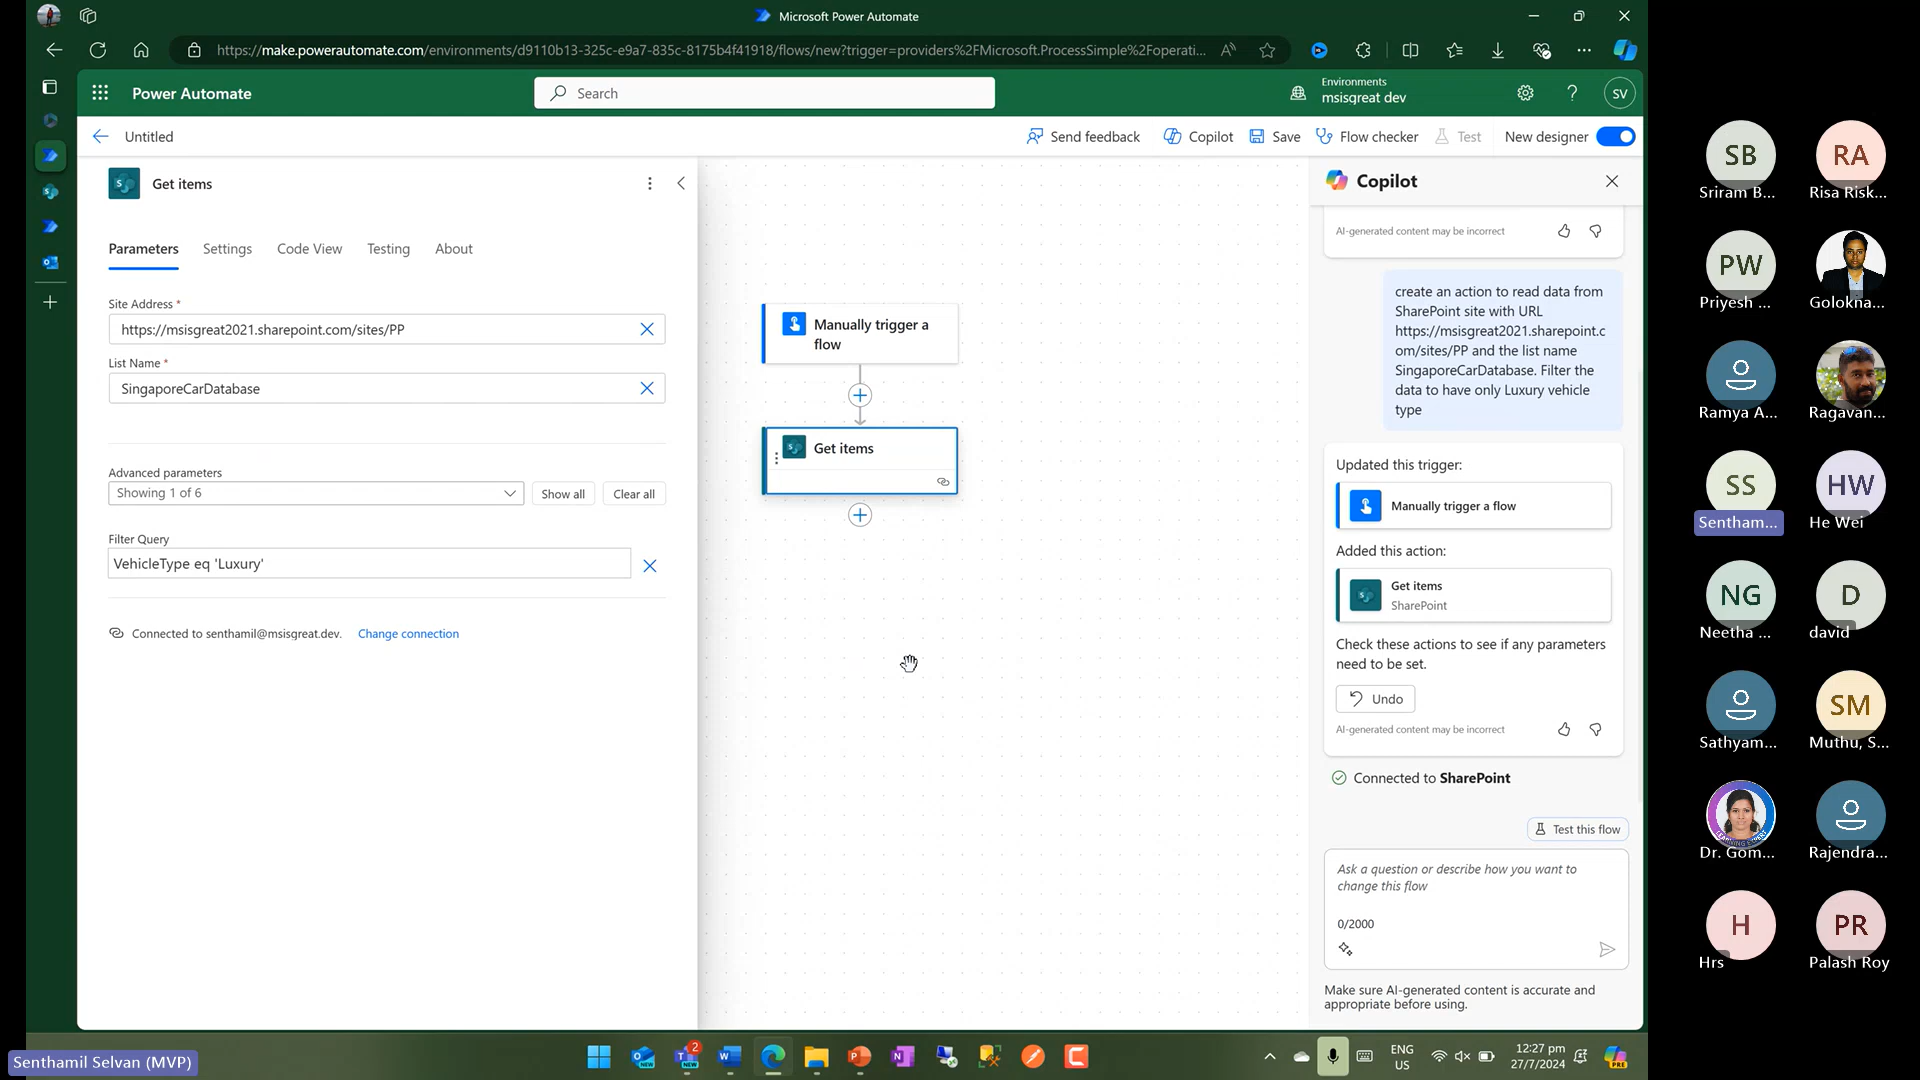 Microsoft Power Automate
https://make.powerautomate.com/environments/d9110b13-325c-e9a7-835c-8175b4f41918/flows/new?trigger=providers%2FMicrosoft.ProcessSimple%2Foperati...
Power Automate
Search
Environments
msisgreat dev
SV
Untitled
Send feedback
Copilot
Save
Flow checker
Test
New designer
Get items
Parameters
Settings
Code View
Testing
About
Site Address *
https://msisgreat2021.sharepoint.com/sites/PP
List Name *
SingaporeCarDatabase
Advanced parameters
Showing 1 of 6
Show all
Clear all
Filter Query
VehicleType eq 'Luxury'
Connected to senthamil@msisgreat.dev.
Change connection
Manually trigger a
flow
Get items
Copilot
AI-generated content may be incorrect
create an action to read data from
SharePoint site with URL
https://msisgreat2021.sharepoint.c
om/sites/PP and the list name
SingaporeCarDatabase. Filter the
data to have only Luxury vehicle
type
Updated this trigger:
Manually trigger a flow
Added this action:
Get items
SharePoint
Check these actions to see if any parameters
need to be set.
Undo
AI-generated content may be incorrect
Connected to SharePoint
Test this flow
Ask a question or describe how you want to
change this flow
0/2000
Make sure AI-generated content is accurate and
appropriate before using.
SB
Sriram B...
RA
Risa Risk...
PW
Priyesh ...
Golokna...
Ramya A...
Ragavan...
SS
Sentham...
HW
He Wei
NG
Neetha ...
D
david
Sathyam...
SM
Muthu, S...
Dr. Gom...
Rajendra...
H
Hrs
PR
Palash Roy
Senthamil Selvan (MVP)
2
NEW
NEW
ENG
US
12:27 pm
27/7/2024
PRE